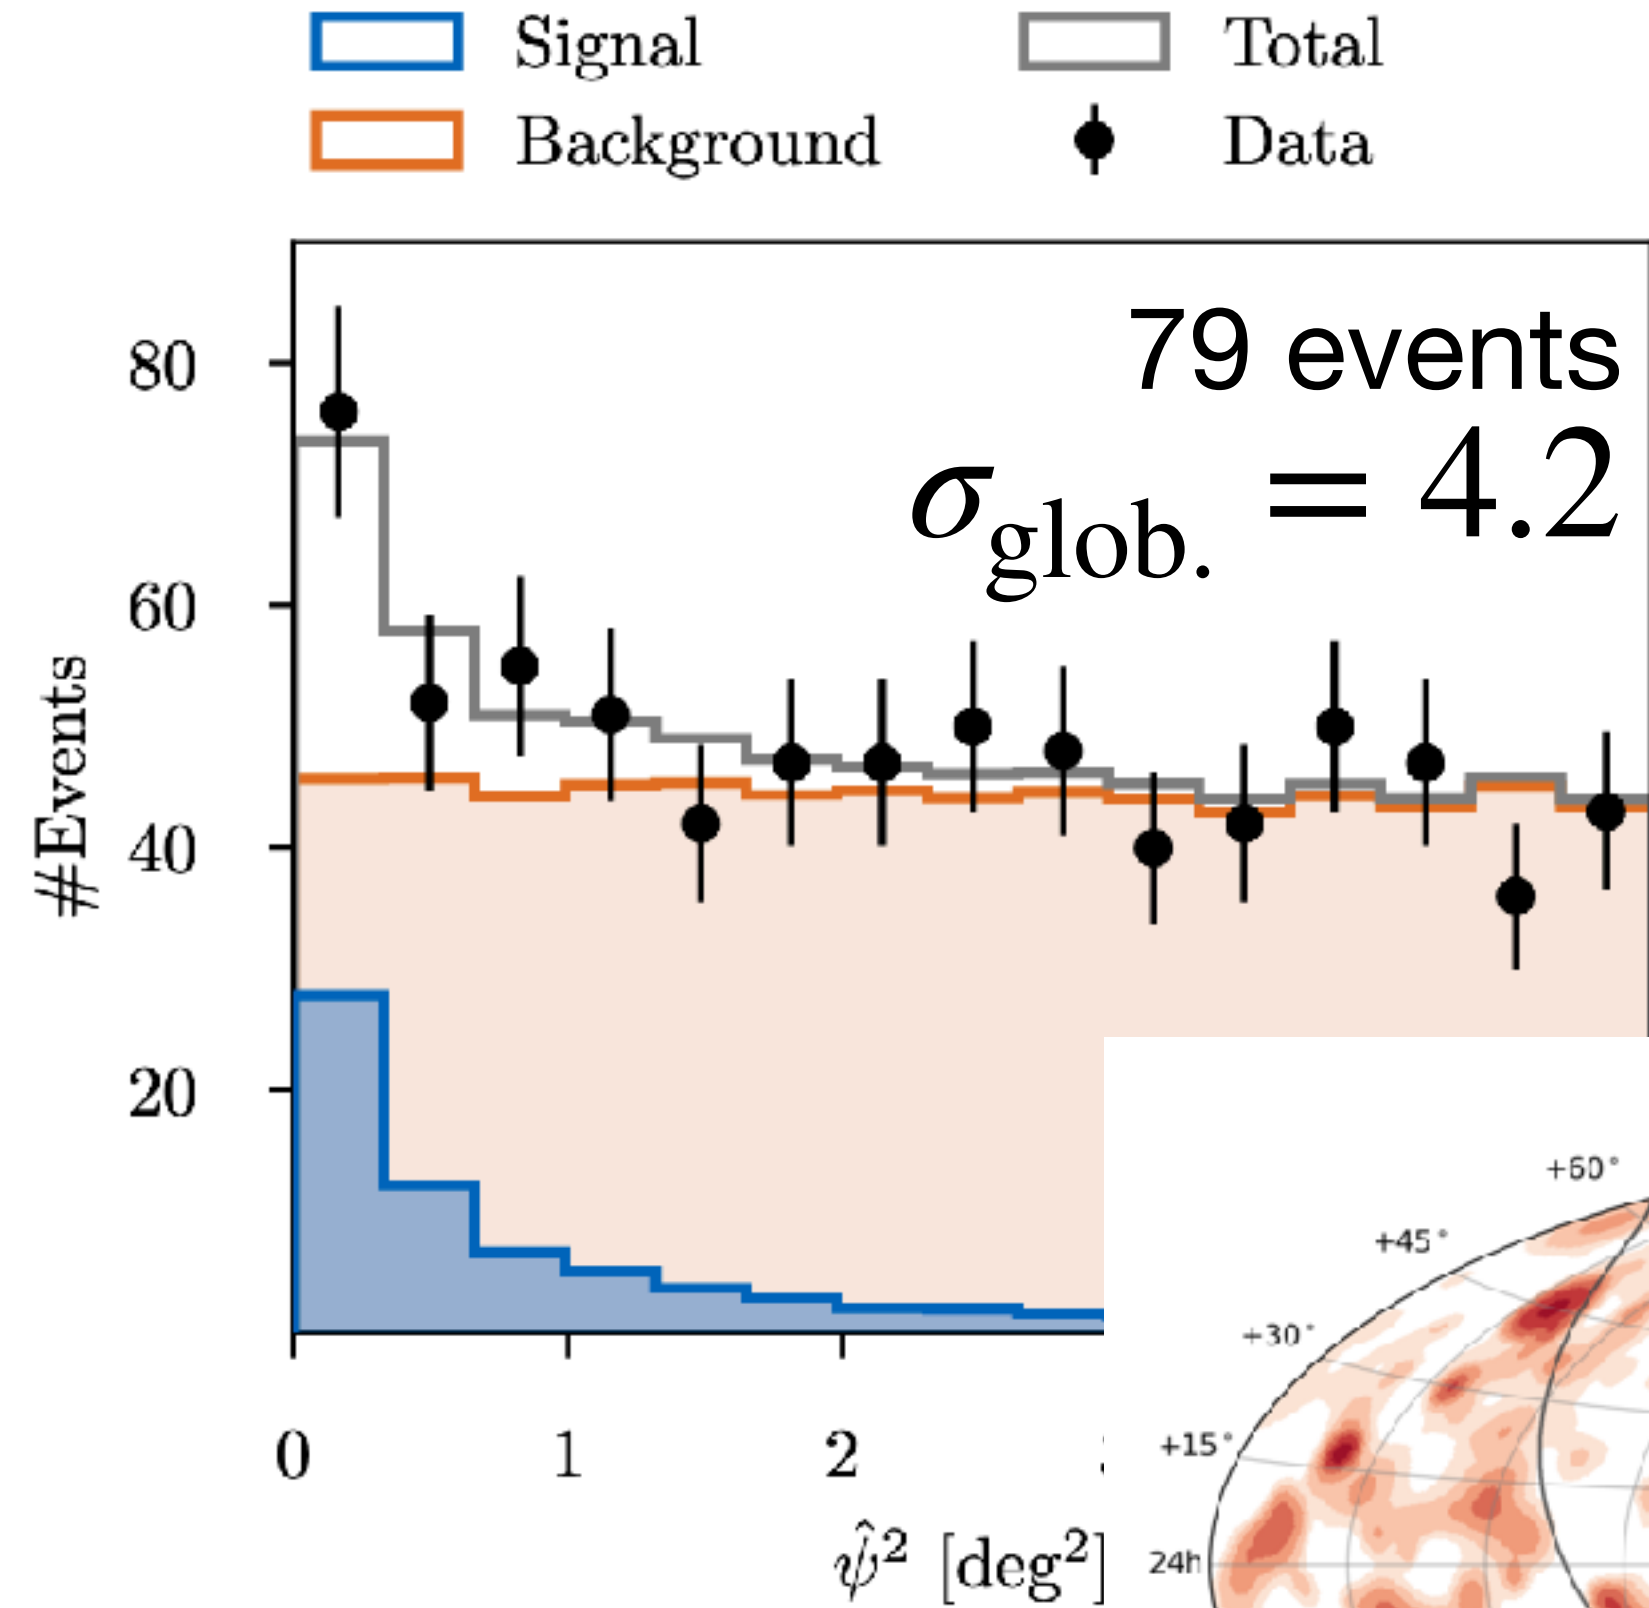 Signal
Total
Background
Data
79 events
σglob. = 4.2
80
60
40
20
#Events
0 1 2
ψ̂² [deg²]
+60°
+45°
+30°
+15°
24h